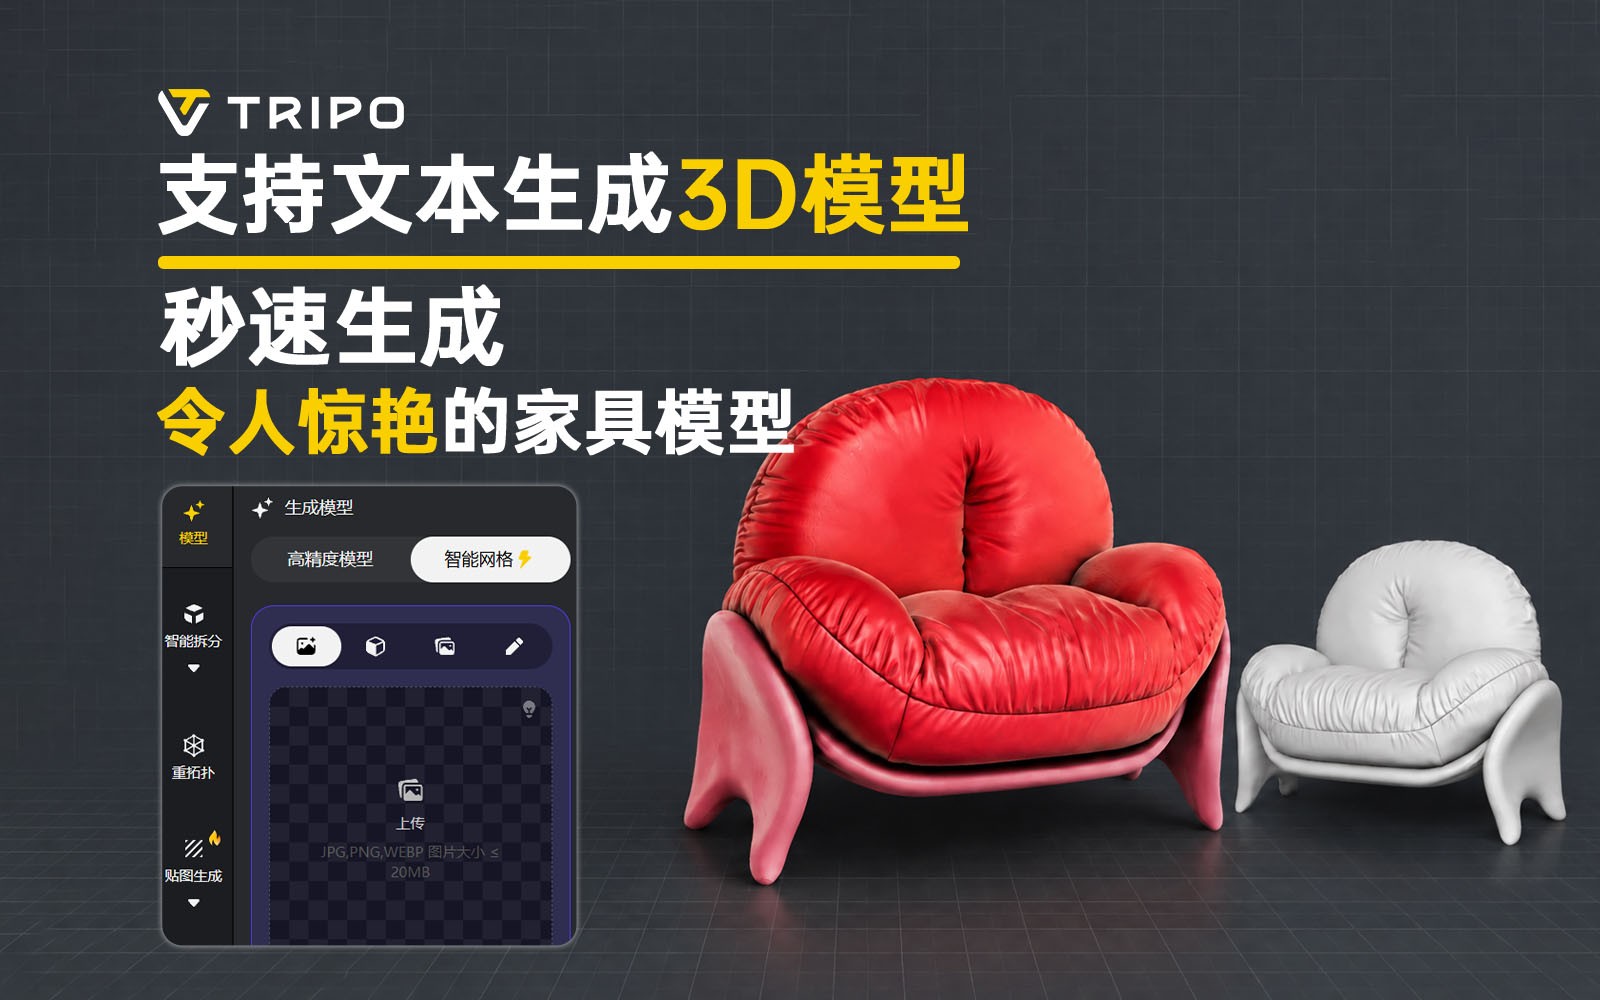 TRIPO
支持文本生成3D模型
秒速生成
令人惊艳的家具模型
模型
生成模型
高精度模型
智能网格
智能拆分
重拓扑
上传
JPG,PNG,WEBP 图片大小 ≤
20MB
贴图生成